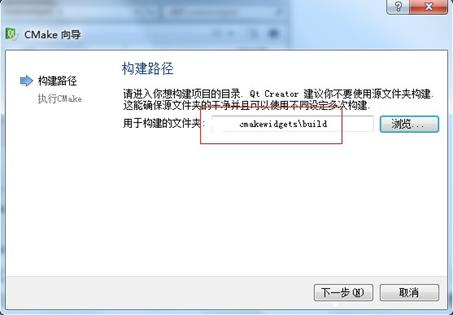 CMake 向导
构建路径
构建路径
执行CMake
请进入你想构建项目的目录. Qt Creator 建议你不要使用源文件夹构建.
这能确保源文件夹的干净并且可以使用不同设定多次构建.
用于构建的文件夹: cmakewidgets\build 浏览...
下一步(N) 取消